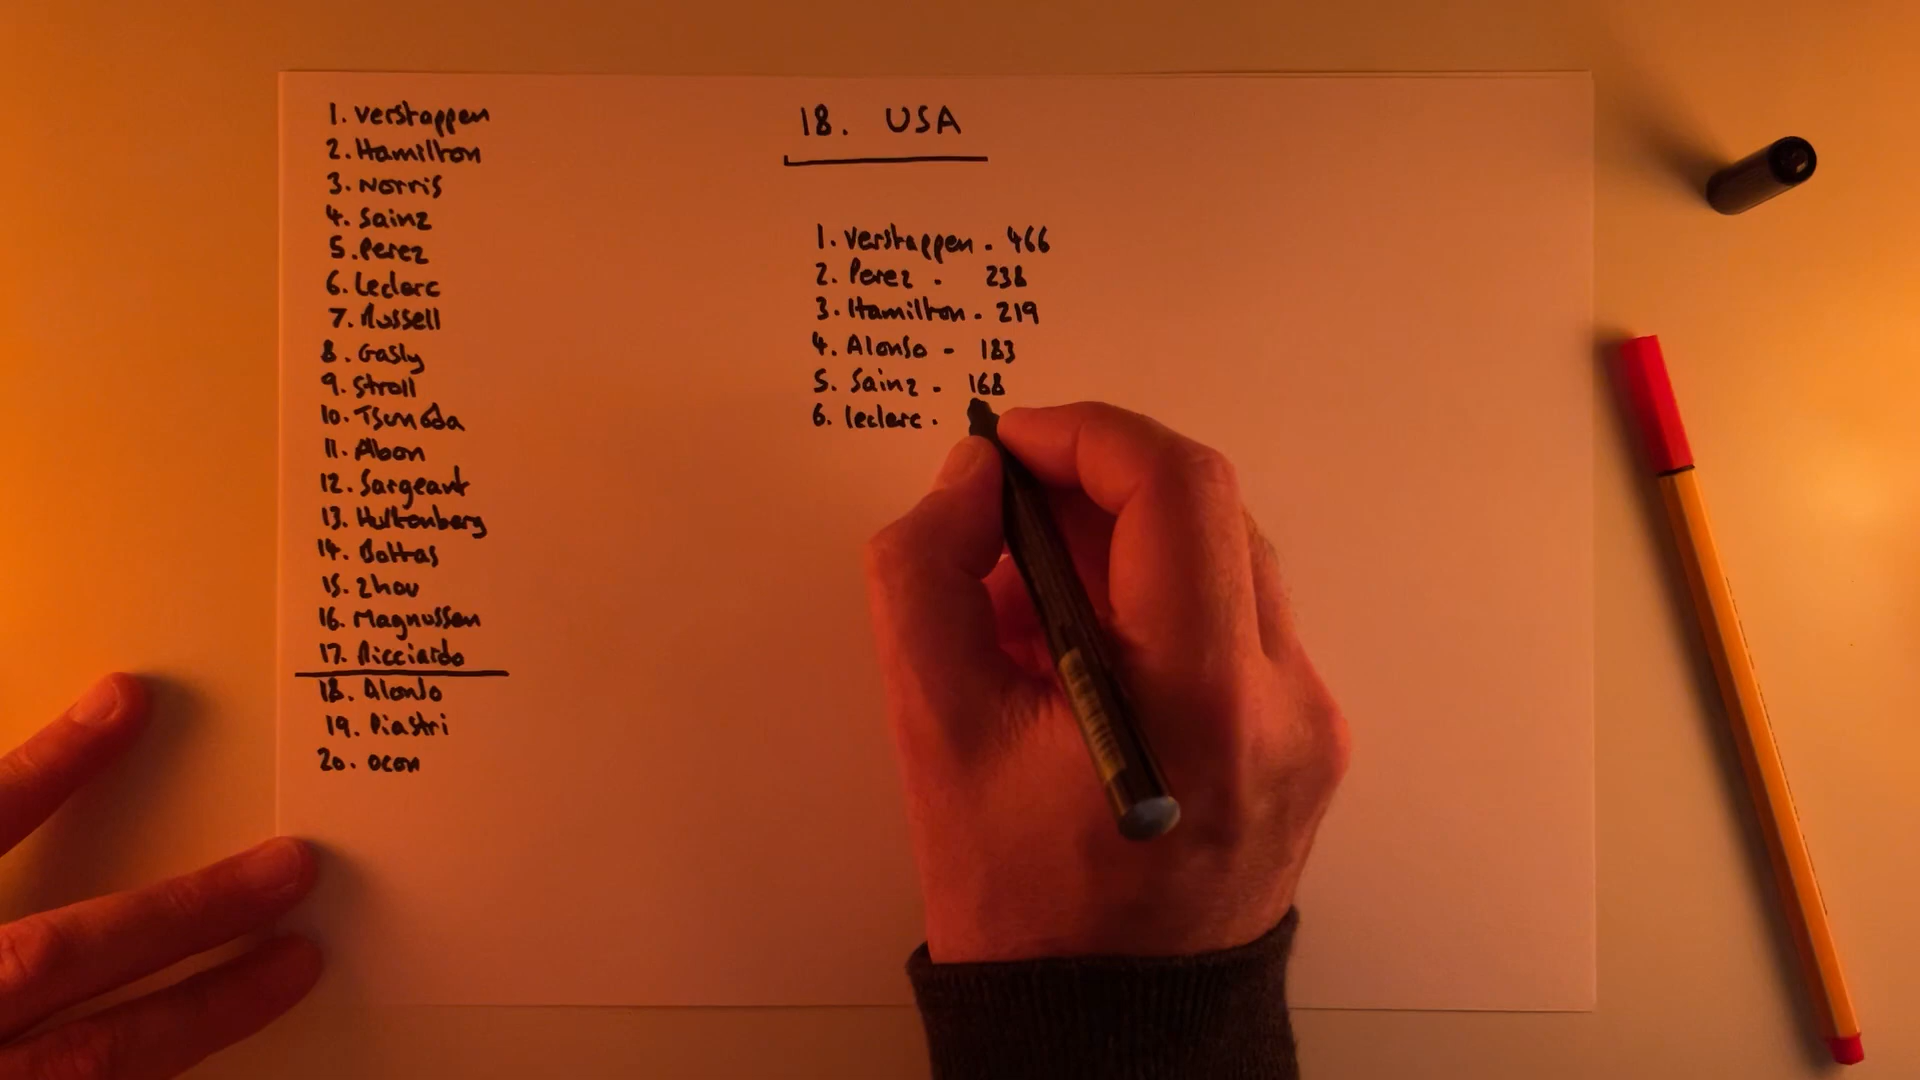 1. Verstappen
2. Hamilton
3. Norris
4. Sainz
5. Perez
6. Leclerc
7. Russell
8. Gasly
9. Stroll
10. Tsunoda
11. Albon
12. Sargeant
13. Hulkenberg
14. Bottas
15. Zhou
16. Magnussen
17. Ricciardo
18. Alonso
19. Piastri
20. Ocon
18. USA
1. Verstappen - 466
2. Perez - 238
3. Hamilton - 219
4. Alonso - 183
5. Sainz - 168
6. Leclerc -